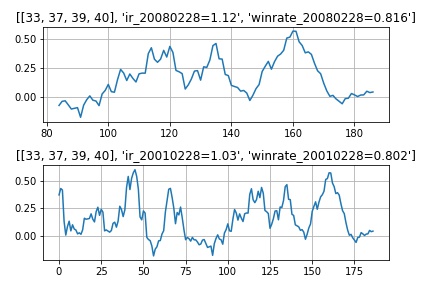 [[33, 37, 39, 40], 'ir_20080228=1.12', 'winrate_20080228=0.816']
0.50
0.25
0.00
80 100 120 140 160 180
[[33, 37, 39, 40], 'ir_20010228=1.03', 'winrate_20010228=0.802']
0.50
0.25
0.00
0 25 50 75 100 125 150 175